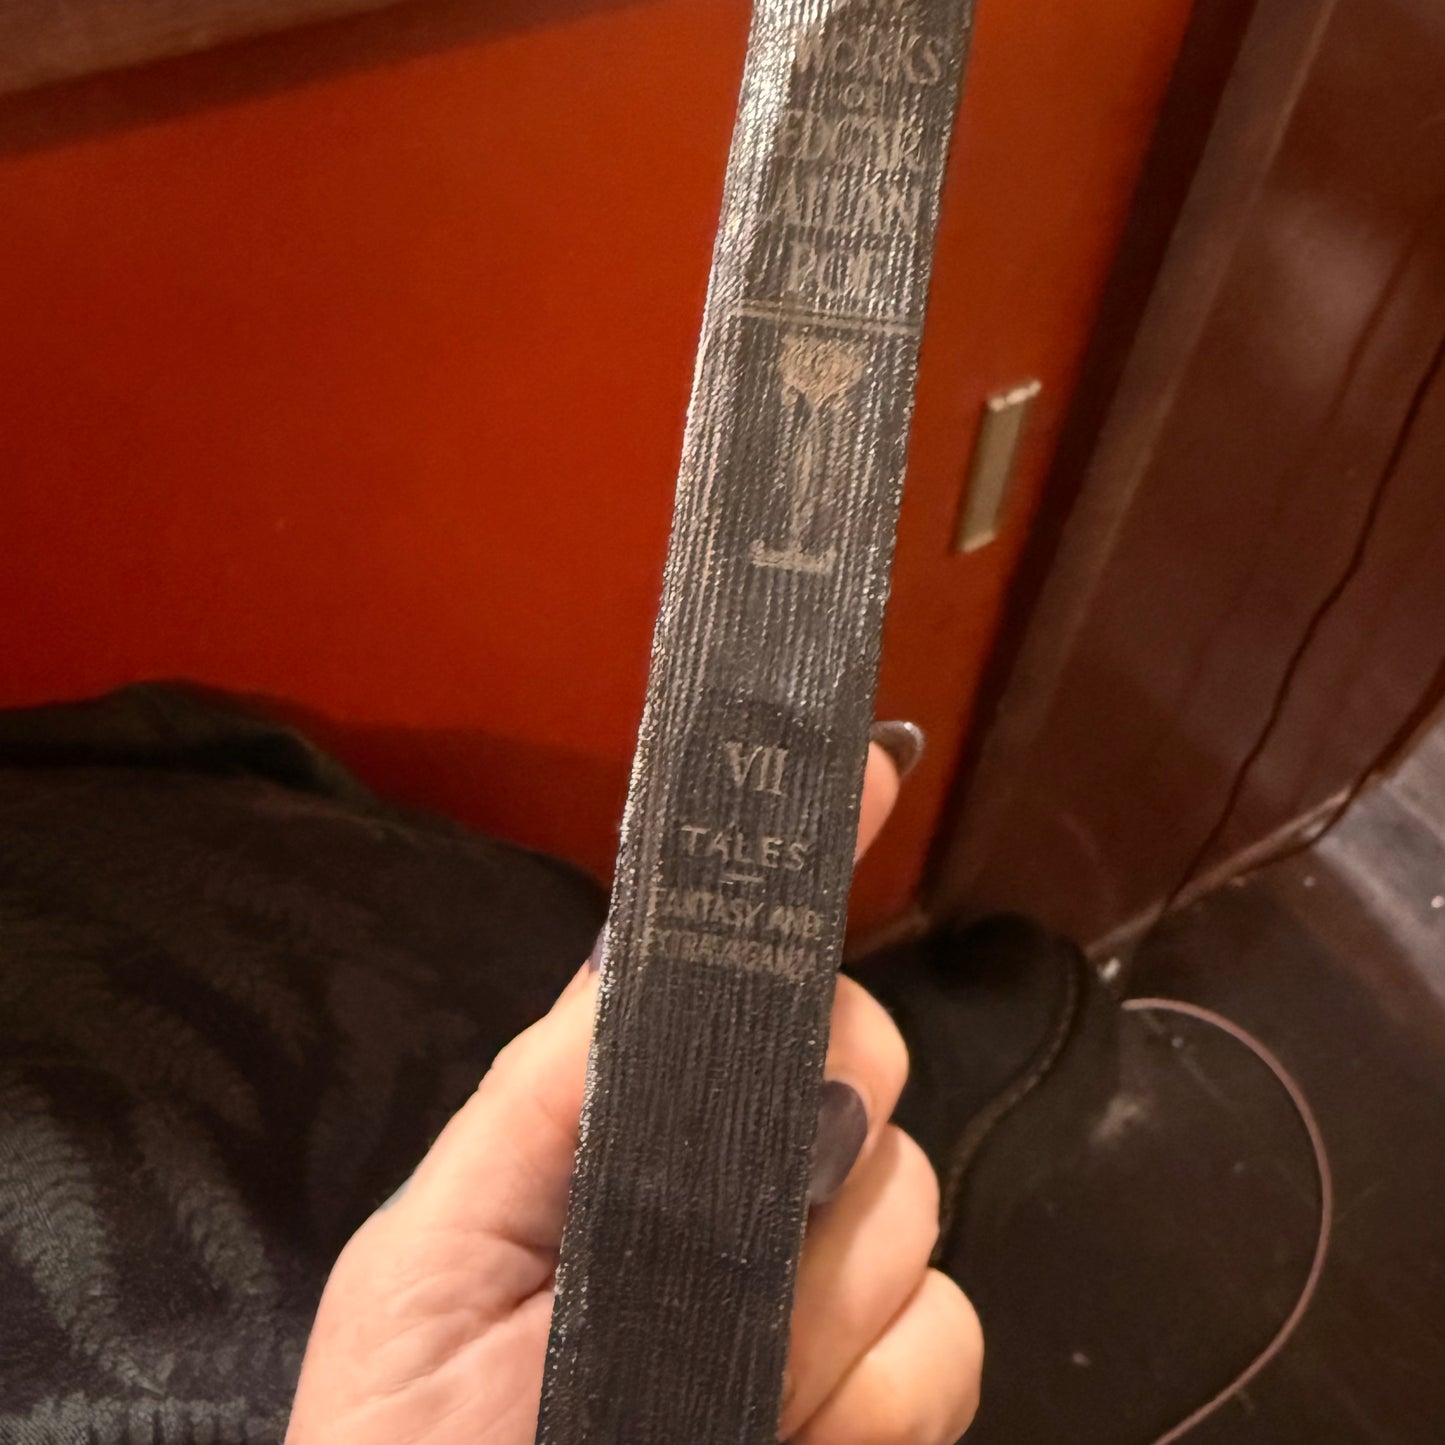 WORKS
OF
EDGAR
ALLAN
POE
VII
TALES
FANTASY AND
EXTRAVAGANZA